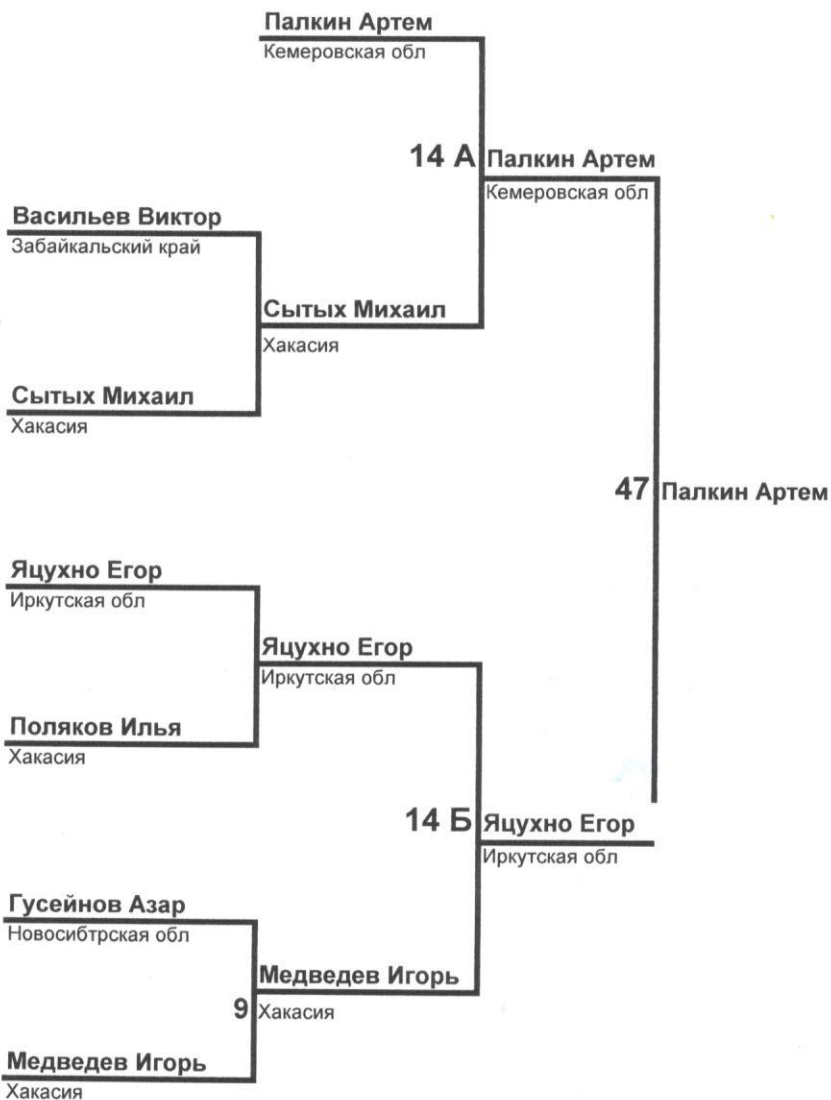 Палкин Артем
Кемеровская обл
14 А
Палкин Артем
Кемеровская обл
Васильев Виктор
Забайкальский край
Сытых Михаил
Хакасия
Сытых Михаил
Хакасия
47
Палкин Артем
Яцухно Егор
Иркутская обл
Яцухно Егор
Иркутская обл
Поляков Илья
Хакасия
14 Б
Яцухно Егор
Иркутская обл
Гусейнов Азар
Новосибтрская обл
Медведев Игорь
9
Хакасия
Медведев Игорь
Хакасия